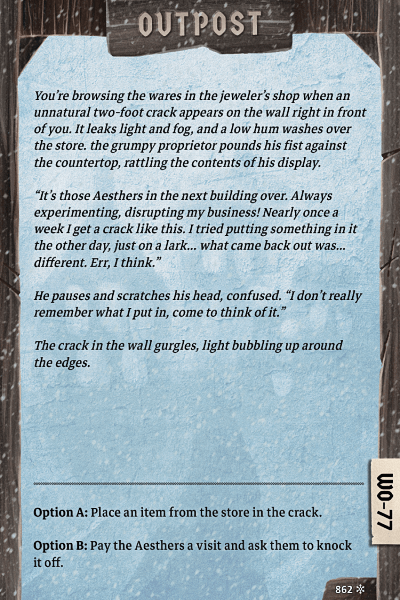 OUTPOST
You're browsing the wares in the jeweler's shop when an
unnatural two-foot crack appears on the wall right in front
of you. It leaks light and fog, and a low hum washes over
the store. the grumpy proprietor pounds his fist against
the countertop, rattling the contents of his display.
“It's those Aesthers in the next building over. Always
experimenting, disrupting my business! Nearly once a
week I get a crack like this. I tried putting something in it
the other day, just on a lark... what came back out was...
different. Err, I think.”
He pauses and scratches his head, confused. “I don't really
remember what I put in, come to think of it.”
The crack in the wall gurgles, light bubbling up around
the edges.
Option A: Place an item from the store in the crack.
Option B: Pay the Aesthers a visit and ask them to knock
it off.
WO-77
862